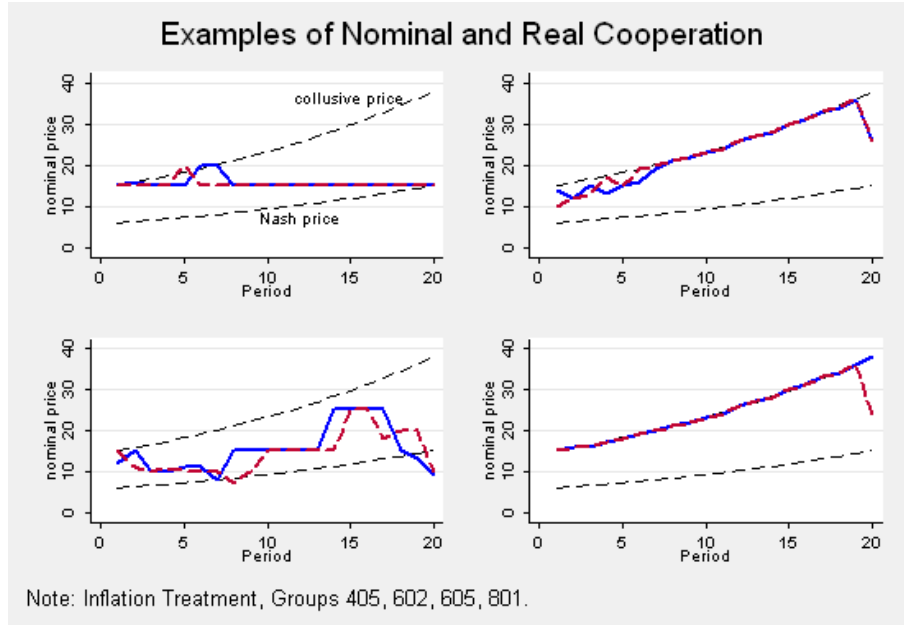 Examples of Nominal and Real Cooperation
nominal price
40
30
20
10
0
collusive price
Nash price
0 5 10 15 20
Period
nominal price
40
30
20
10
0
0 5 10 15 20
Period
nominal price
40
30
20
10
0
0 5 10 15 20
Period
nominal price
40
30
20
10
0
0 5 10 15 20
Period
Note: Inflation Treatment, Groups 405, 602, 605, 801.